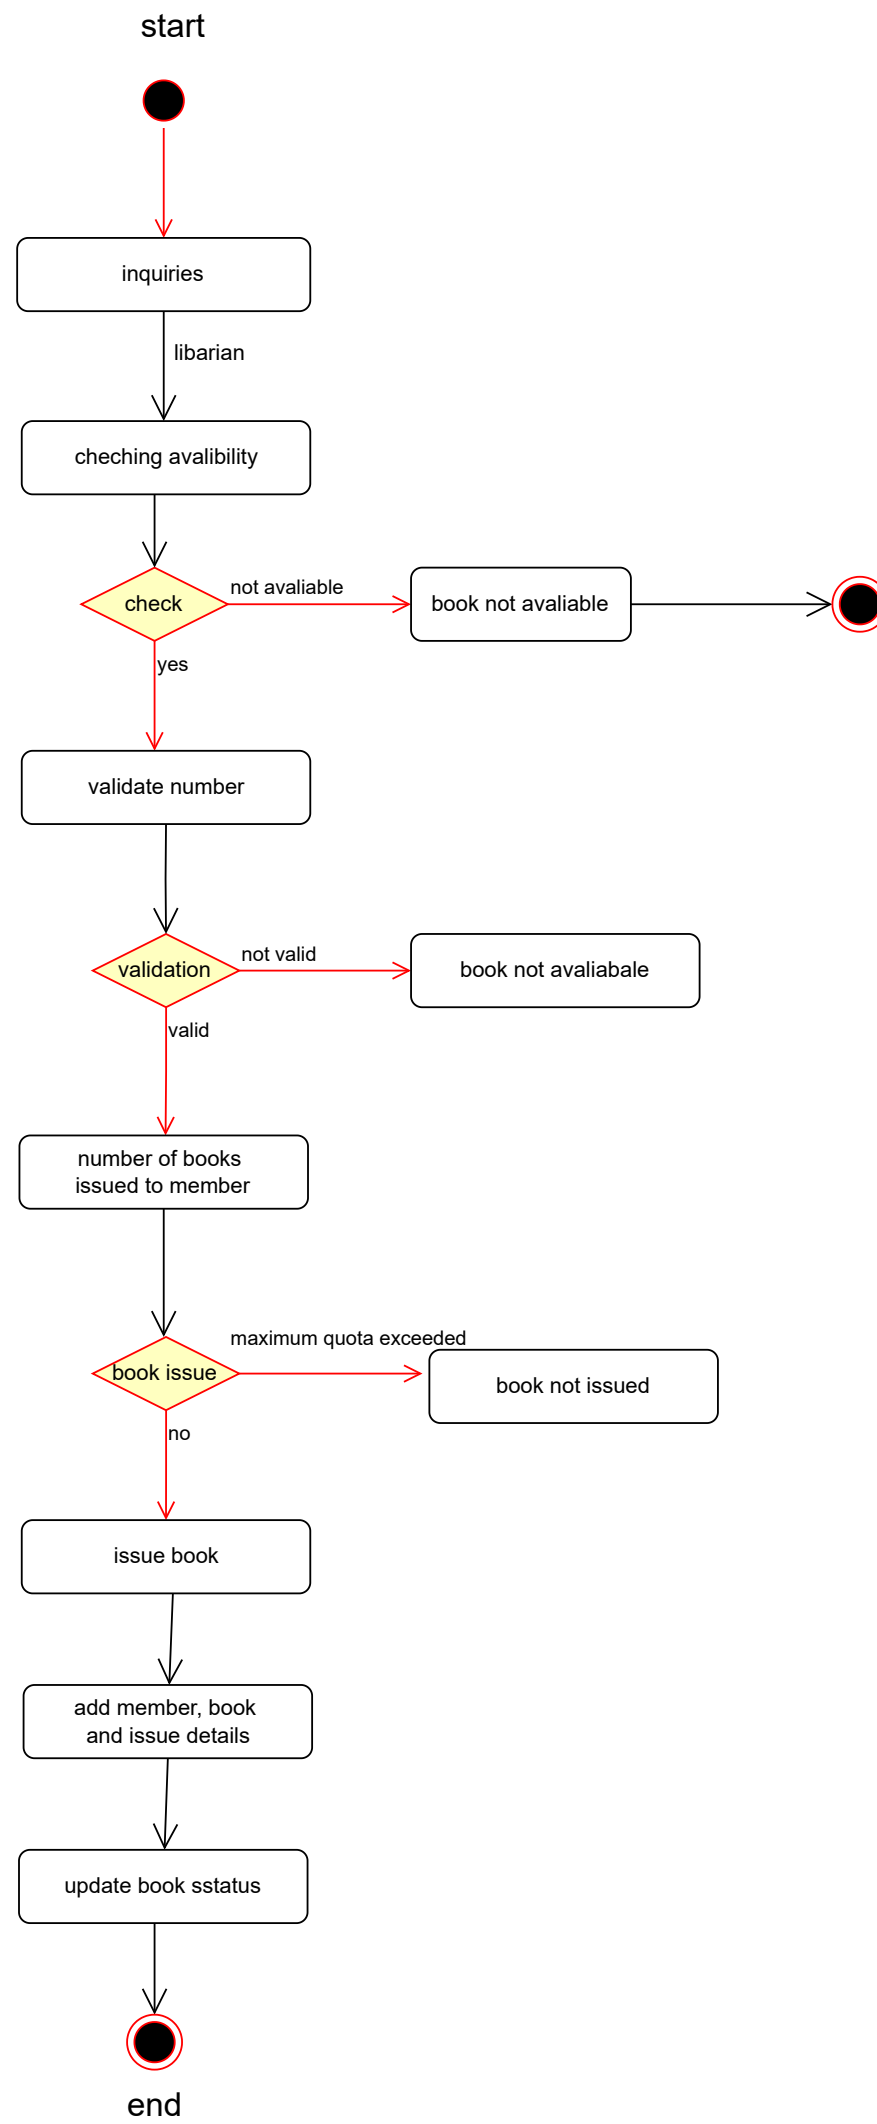 start
inquiries
libarian
cheching avalibility
check
not avaliable
book not avaliable
yes
validate number
validation
not valid
book not avaliabale
valid
number of books
issued to member
book issue
maximum quota exceeded
book not issued
no
issue book
add member, book
and issue details
update book sstatus
end